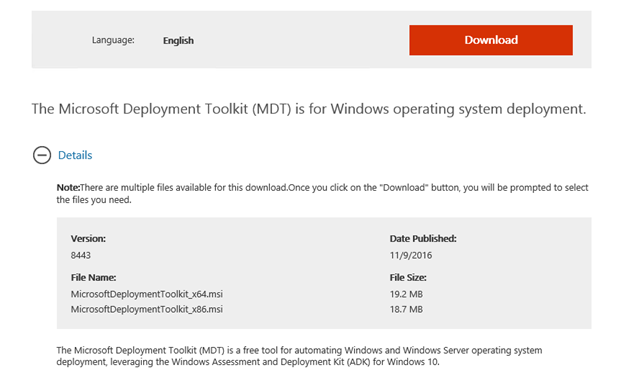 Language: English Download
The Microsoft Deployment Toolkit (MDT) is for Windows operating system deployment.
Details
Note:There are multiple files available for this download.Once you click on the "Download" button, you will be prompted to select
the files you need.
Version: Date Published:
8443 11/9/2016
File Name: File Size:
MicrosoftDeploymentToolkit_x64.msi 19.2 MB
MicrosoftDeploymentToolkit_x86.msi 18.7 MB
The Microsoft Deployment Toolkit (MDT) is a free tool for automating Windows and Windows Server operating system
deployment, leveraging the Windows Assessment and Deployment Kit (ADK) for Windows 10.